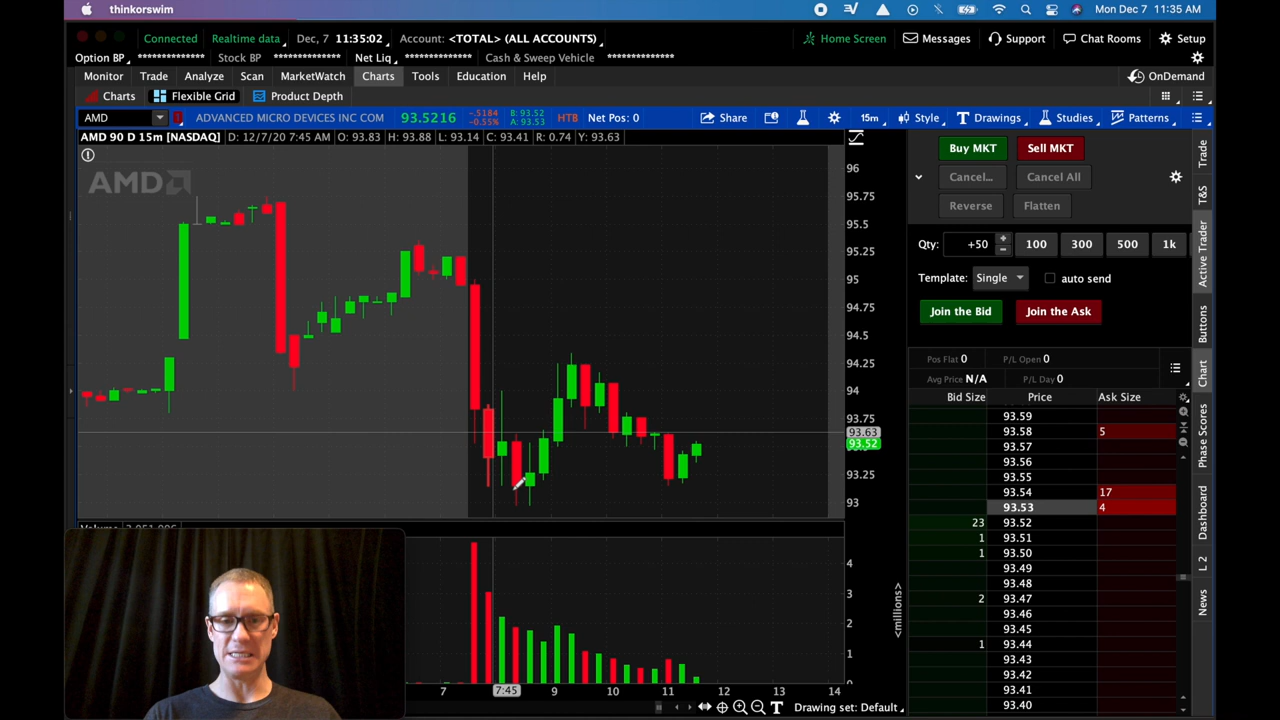 thinkorswim
Mon Dec 7 11:35 AM
Connected Realtime data Dec, 7 11:35:02 Account: <TOTAL> (ALL ACCOUNTS) Home Screen Messages Support Chat Rooms Setup
Option BP ************** Stock BP ************** Net Liq ************** Cash & Sweep Vehicle **************
Monitor Trade Analyze Scan MarketWatch Charts Tools Education Help OnDemand
Charts Flexible Grid Product Depth
AMD ADVANCED MICRO DEVICES INC COM 93.5216 -.5184 -0.55% B: 93.52 A: 93.53 HTB Net Pos: 0 Share 15m Style Drawings Studies Patterns
AMD 90 D 15m [NASDAQ] D: 12/7/20 7:45 AM O: 93.83 H: 93.88 L: 93.14 C: 93.41 R: 0.74 Y: 93.63
AMD
96
95.75
95.5
95.25
95
94.75
94.5
94.25
94
93.75
93.63
93.52
93.25
93
Buy MKT Sell MKT
Cancel... Cancel All
Reverse Flatten
Qty: +50 100 300 500 1k
Template: Single auto send
Join the Bid Join the Ask
Pos Flat 0 P/L Open 0
Avg Price N/A P/L Day 0
Bid Size Price Ask Size
93.59
93.58 5
93.57
93.56
93.55
93.54 17
93.53 4
23 93.52
1 93.51
1 93.50
93.49
93.48
2 93.47
93.46
93.45
1 93.44
93.43
93.42
93.41
93.40
Trade
T&S
Active Trader
Buttons
Chart
Phase Scores
Dashboard
L 2
News
4
3
2
1
0
<millions>
7 7:45 9 10 11 12 13 14
Drawing set: Default